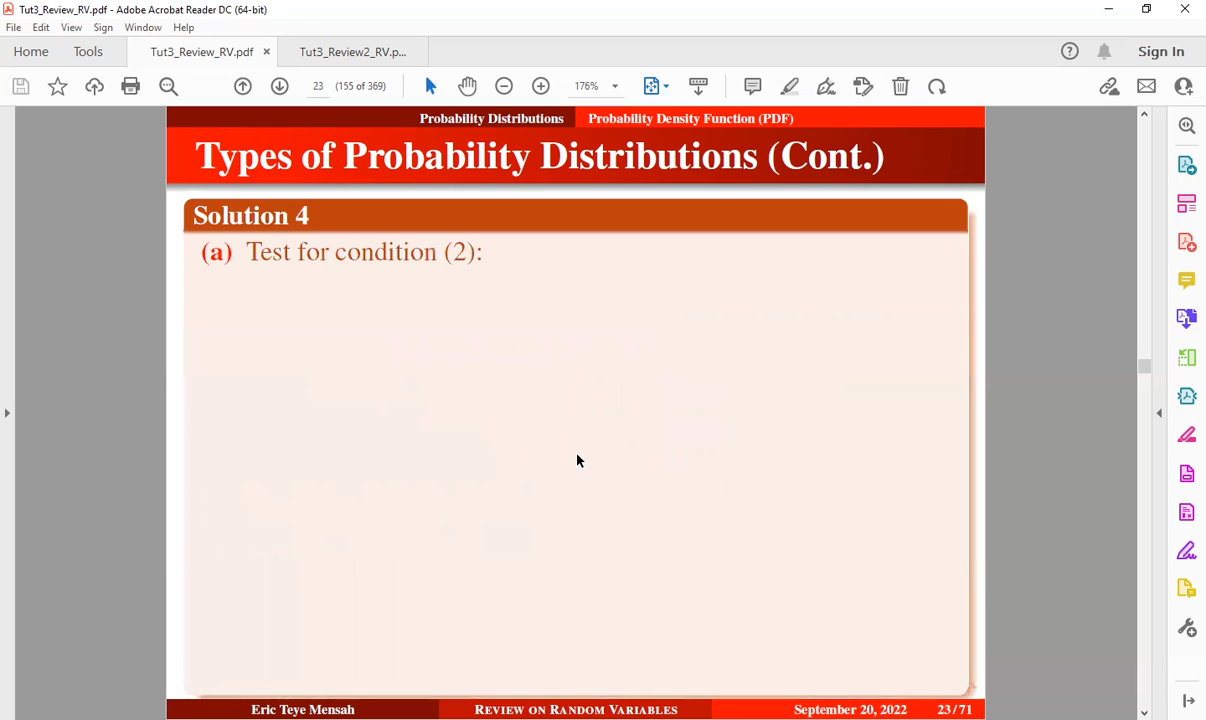 Tut3_Review_RV.pdf - Adobe Acrobat Reader DC (64-bit)
File Edit View Sign Window Help
Home Tools Tut3_Review_RV.pdf × Tut3_Review2_RV.p... Sign In
23 (155 of 369) 176%
Probability Distributions Probability Density Function (PDF)
Types of Probability Distributions (Cont.)
Solution 4
(a) Test for condition (2):
Eric Teye Mensah REVIEW ON RANDOM VARIABLES September 20, 2022 23/71